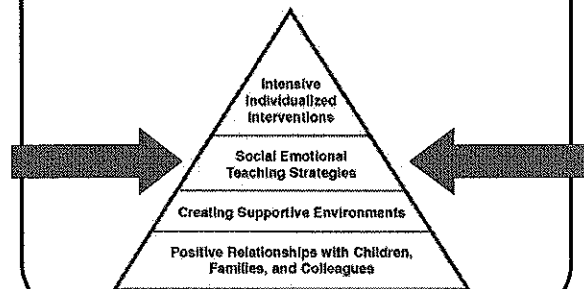 Intensive
Individualized
Interventions
Social Emotional
Teaching Strategies
Creating Supportive Environments
Positive Relationships with Children,
Families, and Colleagues